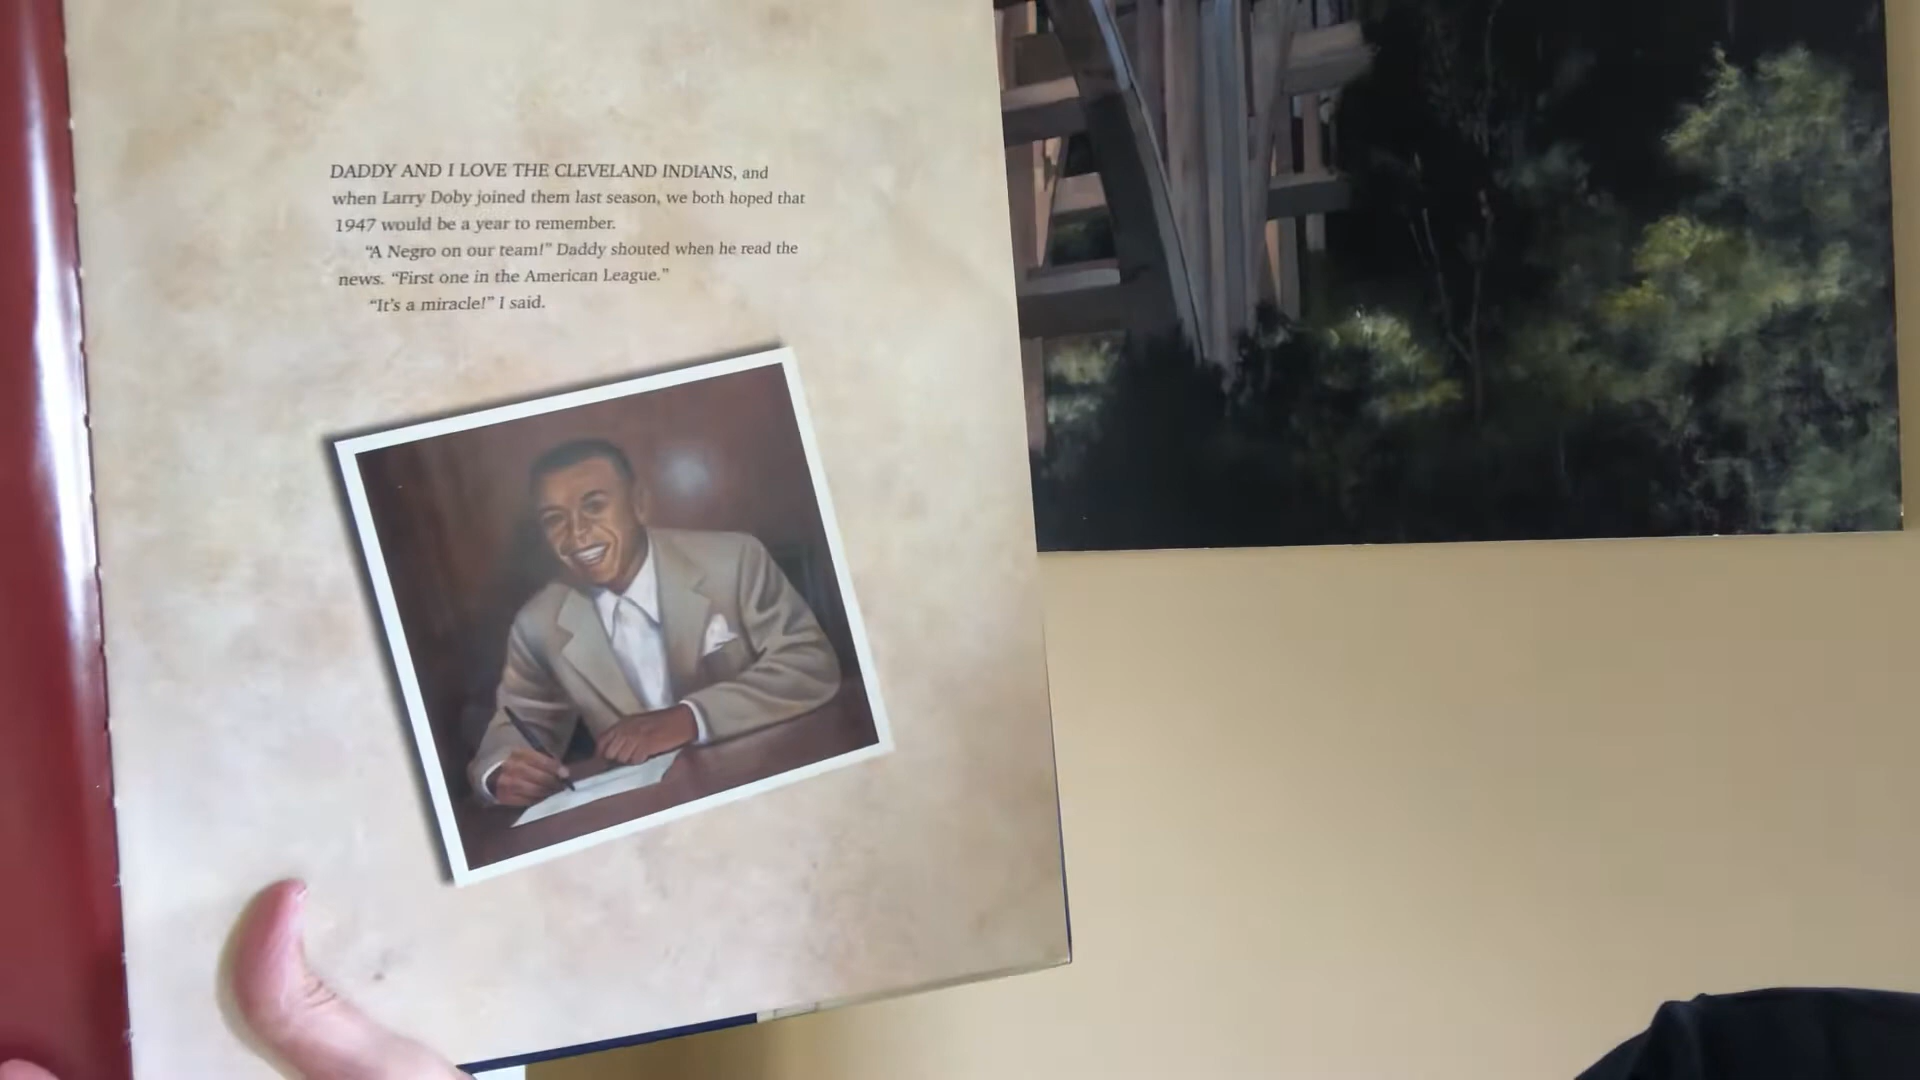 DADDY AND I LOVE THE CLEVELAND INDIANS, and
when Larry Doby joined them last season, we both hoped that
1947 would be a year to remember.
“A Negro on our team!” Daddy shouted when he read the
news. “First one in the American League.”
“It’s a miracle!” I said.